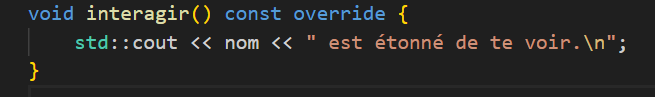 void interagir() const override {
    std::cout << nom << " est étonné de te voir.\n";
}